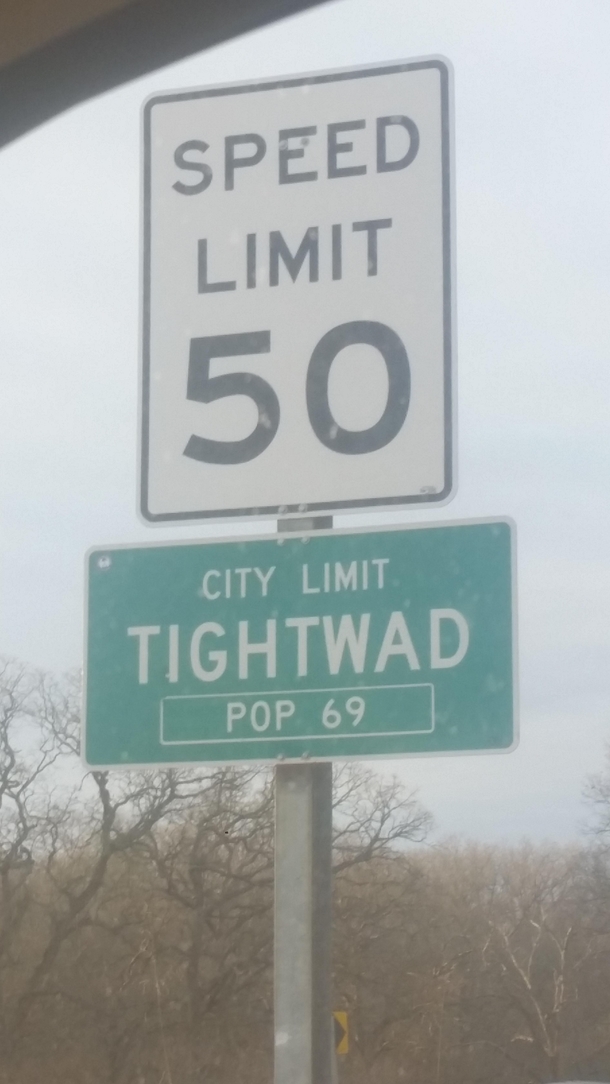 SPEED
LIMIT
50
CITY LIMIT
TIGHTWAD
POP 69